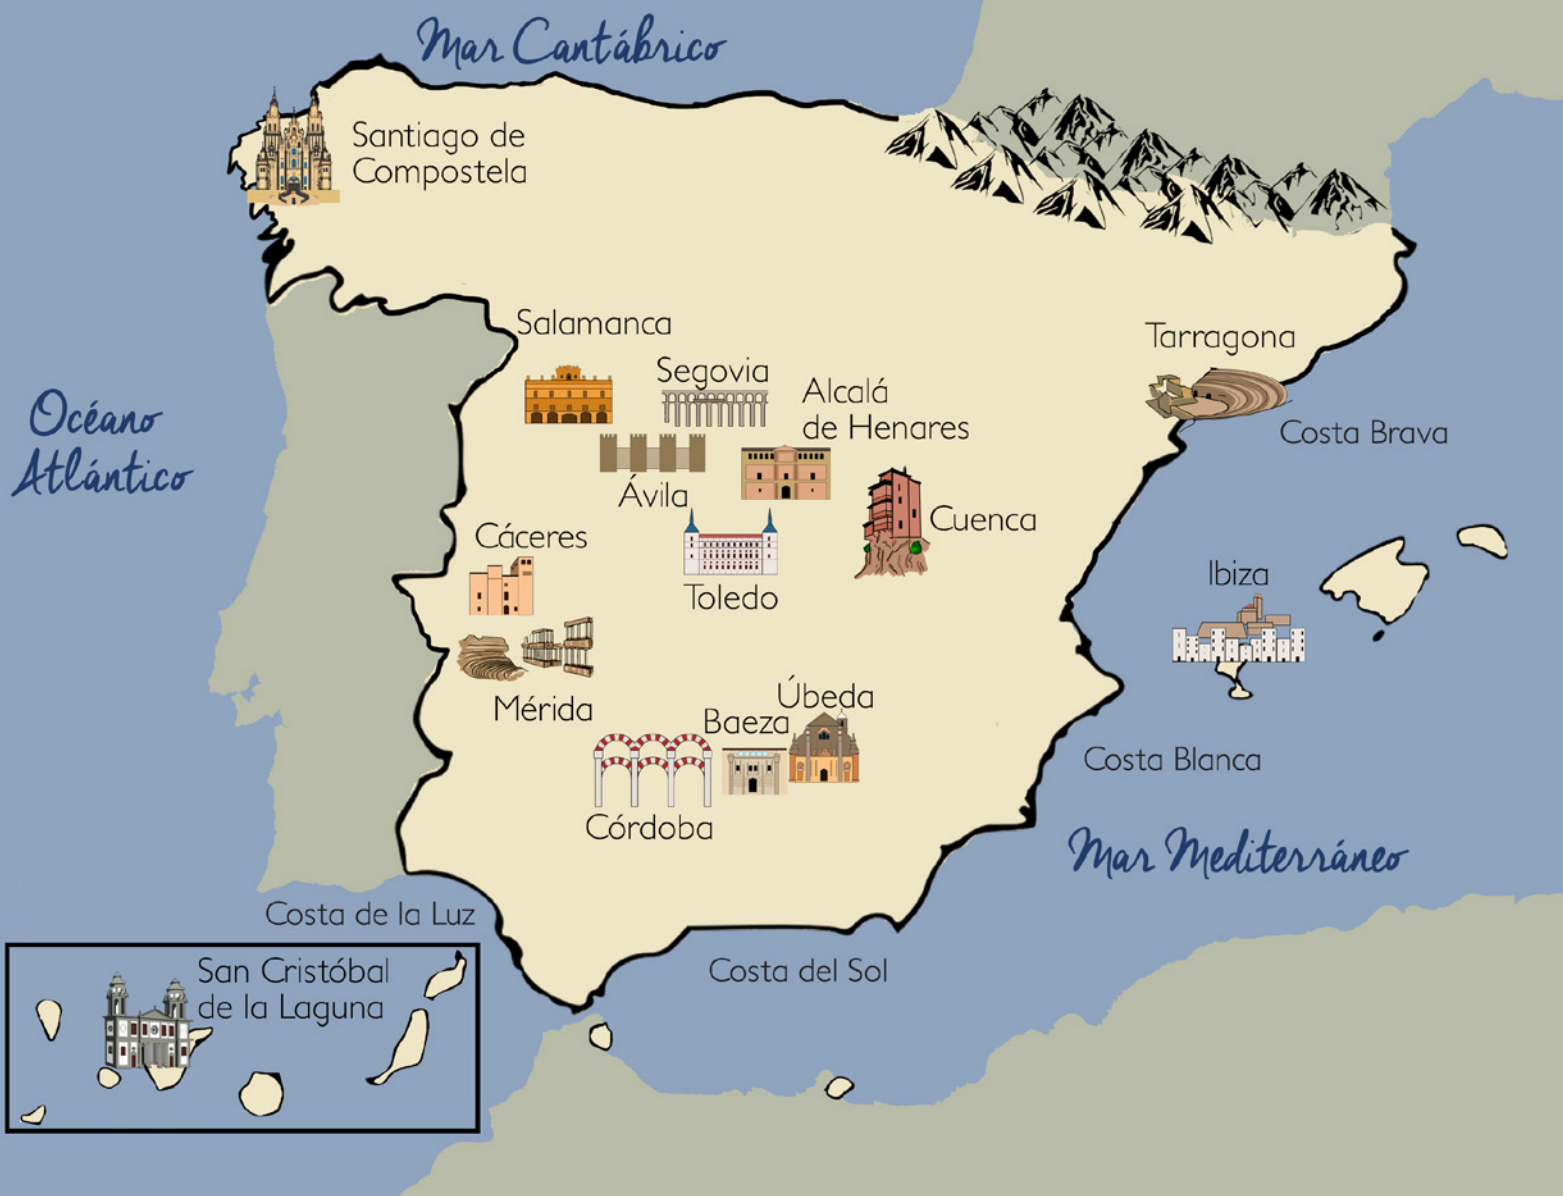 Mar Cantábrico
Santiago de
Compostela
Salamanca
Tarragona
Segovia
Alcalá
de Henares
Océano
Atlántico
Costa Brava
Ávila
Cuenca
Cáceres
Ibiza
Toledo
Úbeda
Mérida
Baeza
Costa Blanca
Córdoba
Mar Mediterráneo
Costa de la Luz
San Cristóbal
de la Laguna
Costa del Sol